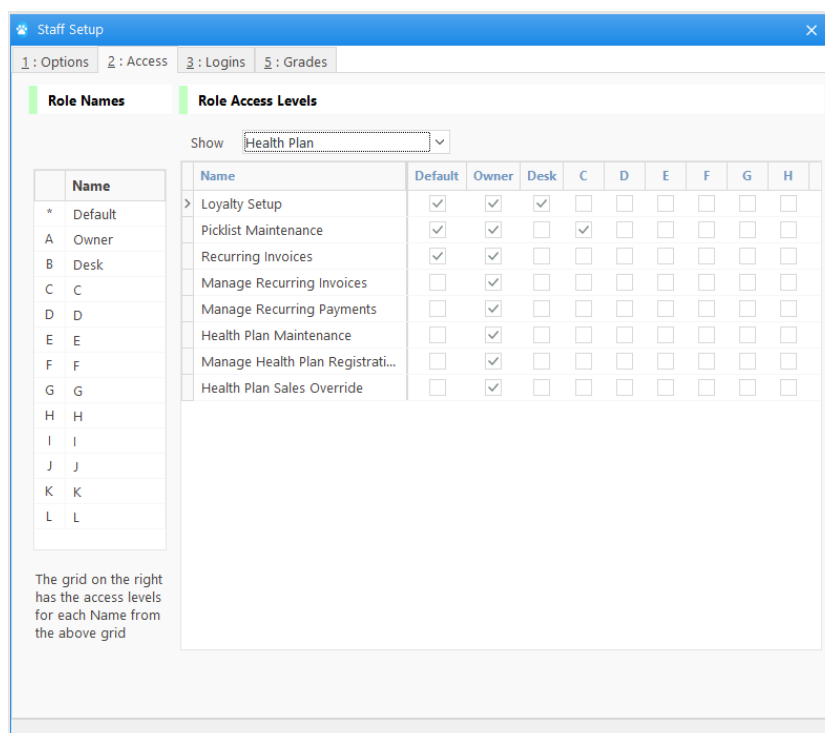 Staff Setup
1 : Options 2 : Access 3 : Logins 5 : Grades
Role Names
Role Access Levels
Show Health Plan
Name
* Default
A Owner
B Desk
C C
D D
E E
F F
G G
H H
I I
J J
K K
L L
The grid on the right
has the access levels
for each Name from
the above grid
Name Default Owner Desk C D E F G H
Loyalty Setup
Picklist Maintenance
Recurring Invoices
Manage Recurring Invoices
Manage Recurring Payments
Health Plan Maintenance
Manage Health Plan Registrati...
Health Plan Sales Override